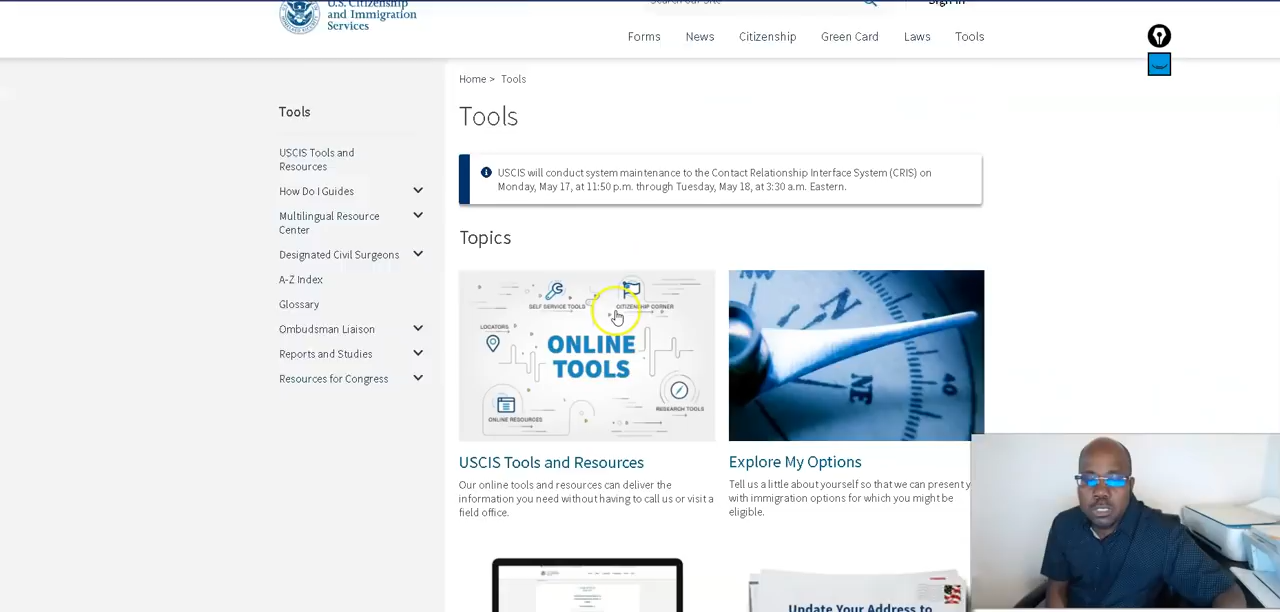 U.S. Citizenship
and Immigration
Services
Search our Site
Sign In
Forms
News
Citizenship
Green Card
Laws
Tools
Home > Tools
Tools
USCIS Tools and
Resources
How Do I Guides
Multilingual Resource
Center
Designated Civil Surgeons
A-Z Index
Glossary
Ombudsman Liaison
Reports and Studies
Resources for Congress
Tools
USCIS will conduct system maintenance to the Contact Relationship Interface System (CRIS) on
Monday, May 17, at 11:50 p.m. through Tuesday, May 18, at 3:30 a.m. Eastern.
Topics
SELF SERVICE TOOLS
CITIZENSHIP CORNER
LOCATORS
ONLINE
TOOLS
ONLINE RESOURCES
RESEARCH TOOLS
NE
40
USCIS Tools and Resources
Our online tools and resources can deliver the
information you need without having to call us or visit a
field office.
Explore My Options
Tell us a little about yourself so that we can present y
with immigration options for which you might be
eligible.
Update Your Address to